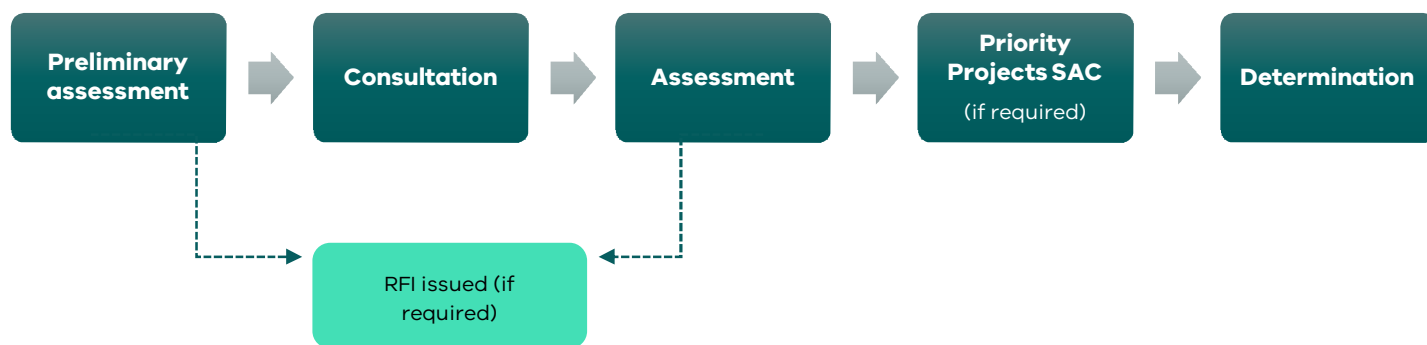 Preliminary
assessment
Consultation
Assessment
Priority
Projects SAC
(if required)
Determination
RFI issued (if
required)